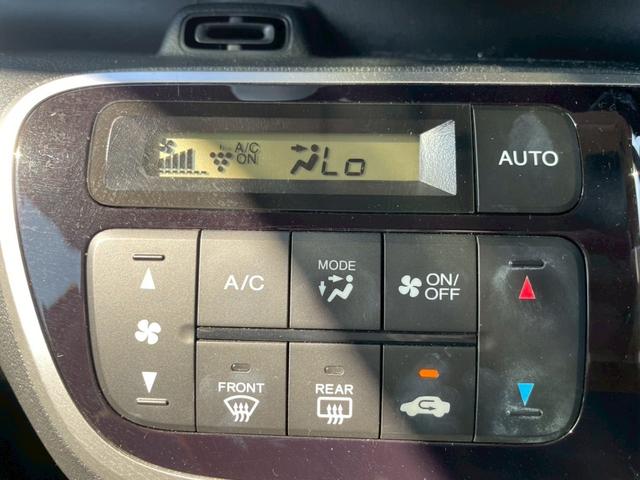 A/C
ON
Lo
AUTO
A/C
MODE
ON/
OFF
FRONT
REAR